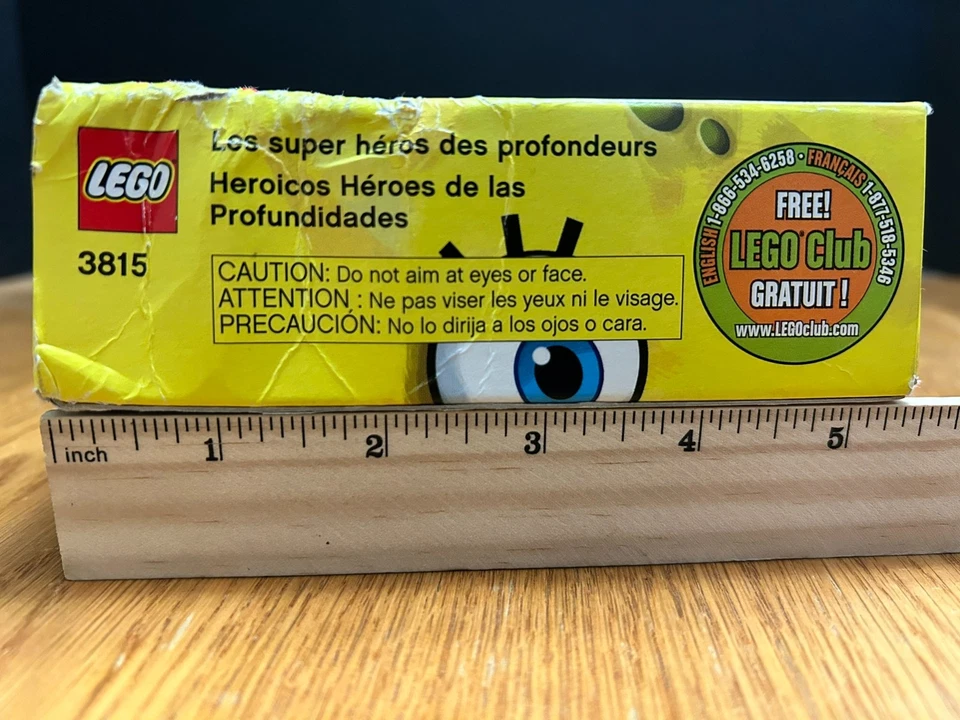 LEGO
3815
Les super héros des profondeurs
Heroicos Héroes de las
Profundidades
CAUTION: Do not aim at eyes or face.
ATTENTION : Ne pas viser les yeux ni le visage.
PRECAUCIÓN: No lo dirija a los ojos o cara.
ENGLISH 1-866-534-6258 • FRANÇAIS 1-877-518-5346
FREE!
LEGO® Club
GRATUIT !
www.LEGOclub.com
inch 1 2 3 4 5